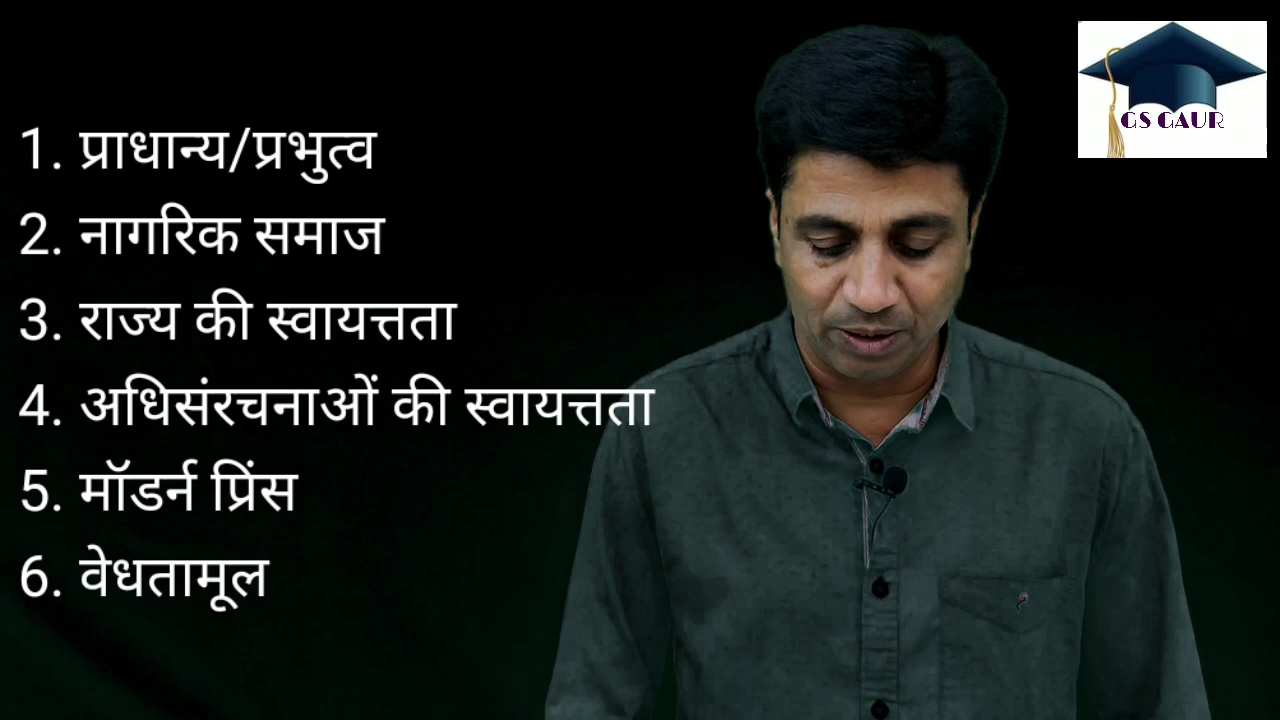 GS GAUR
1. प्राधान्य/प्रभुत्व
2. नागरिक समाज
3. राज्य की स्वायत्तता
4. अधिसंरचनाओं की स्वायत्तता
5. मॉडर्न प्रिंस
6. वेधतामूल